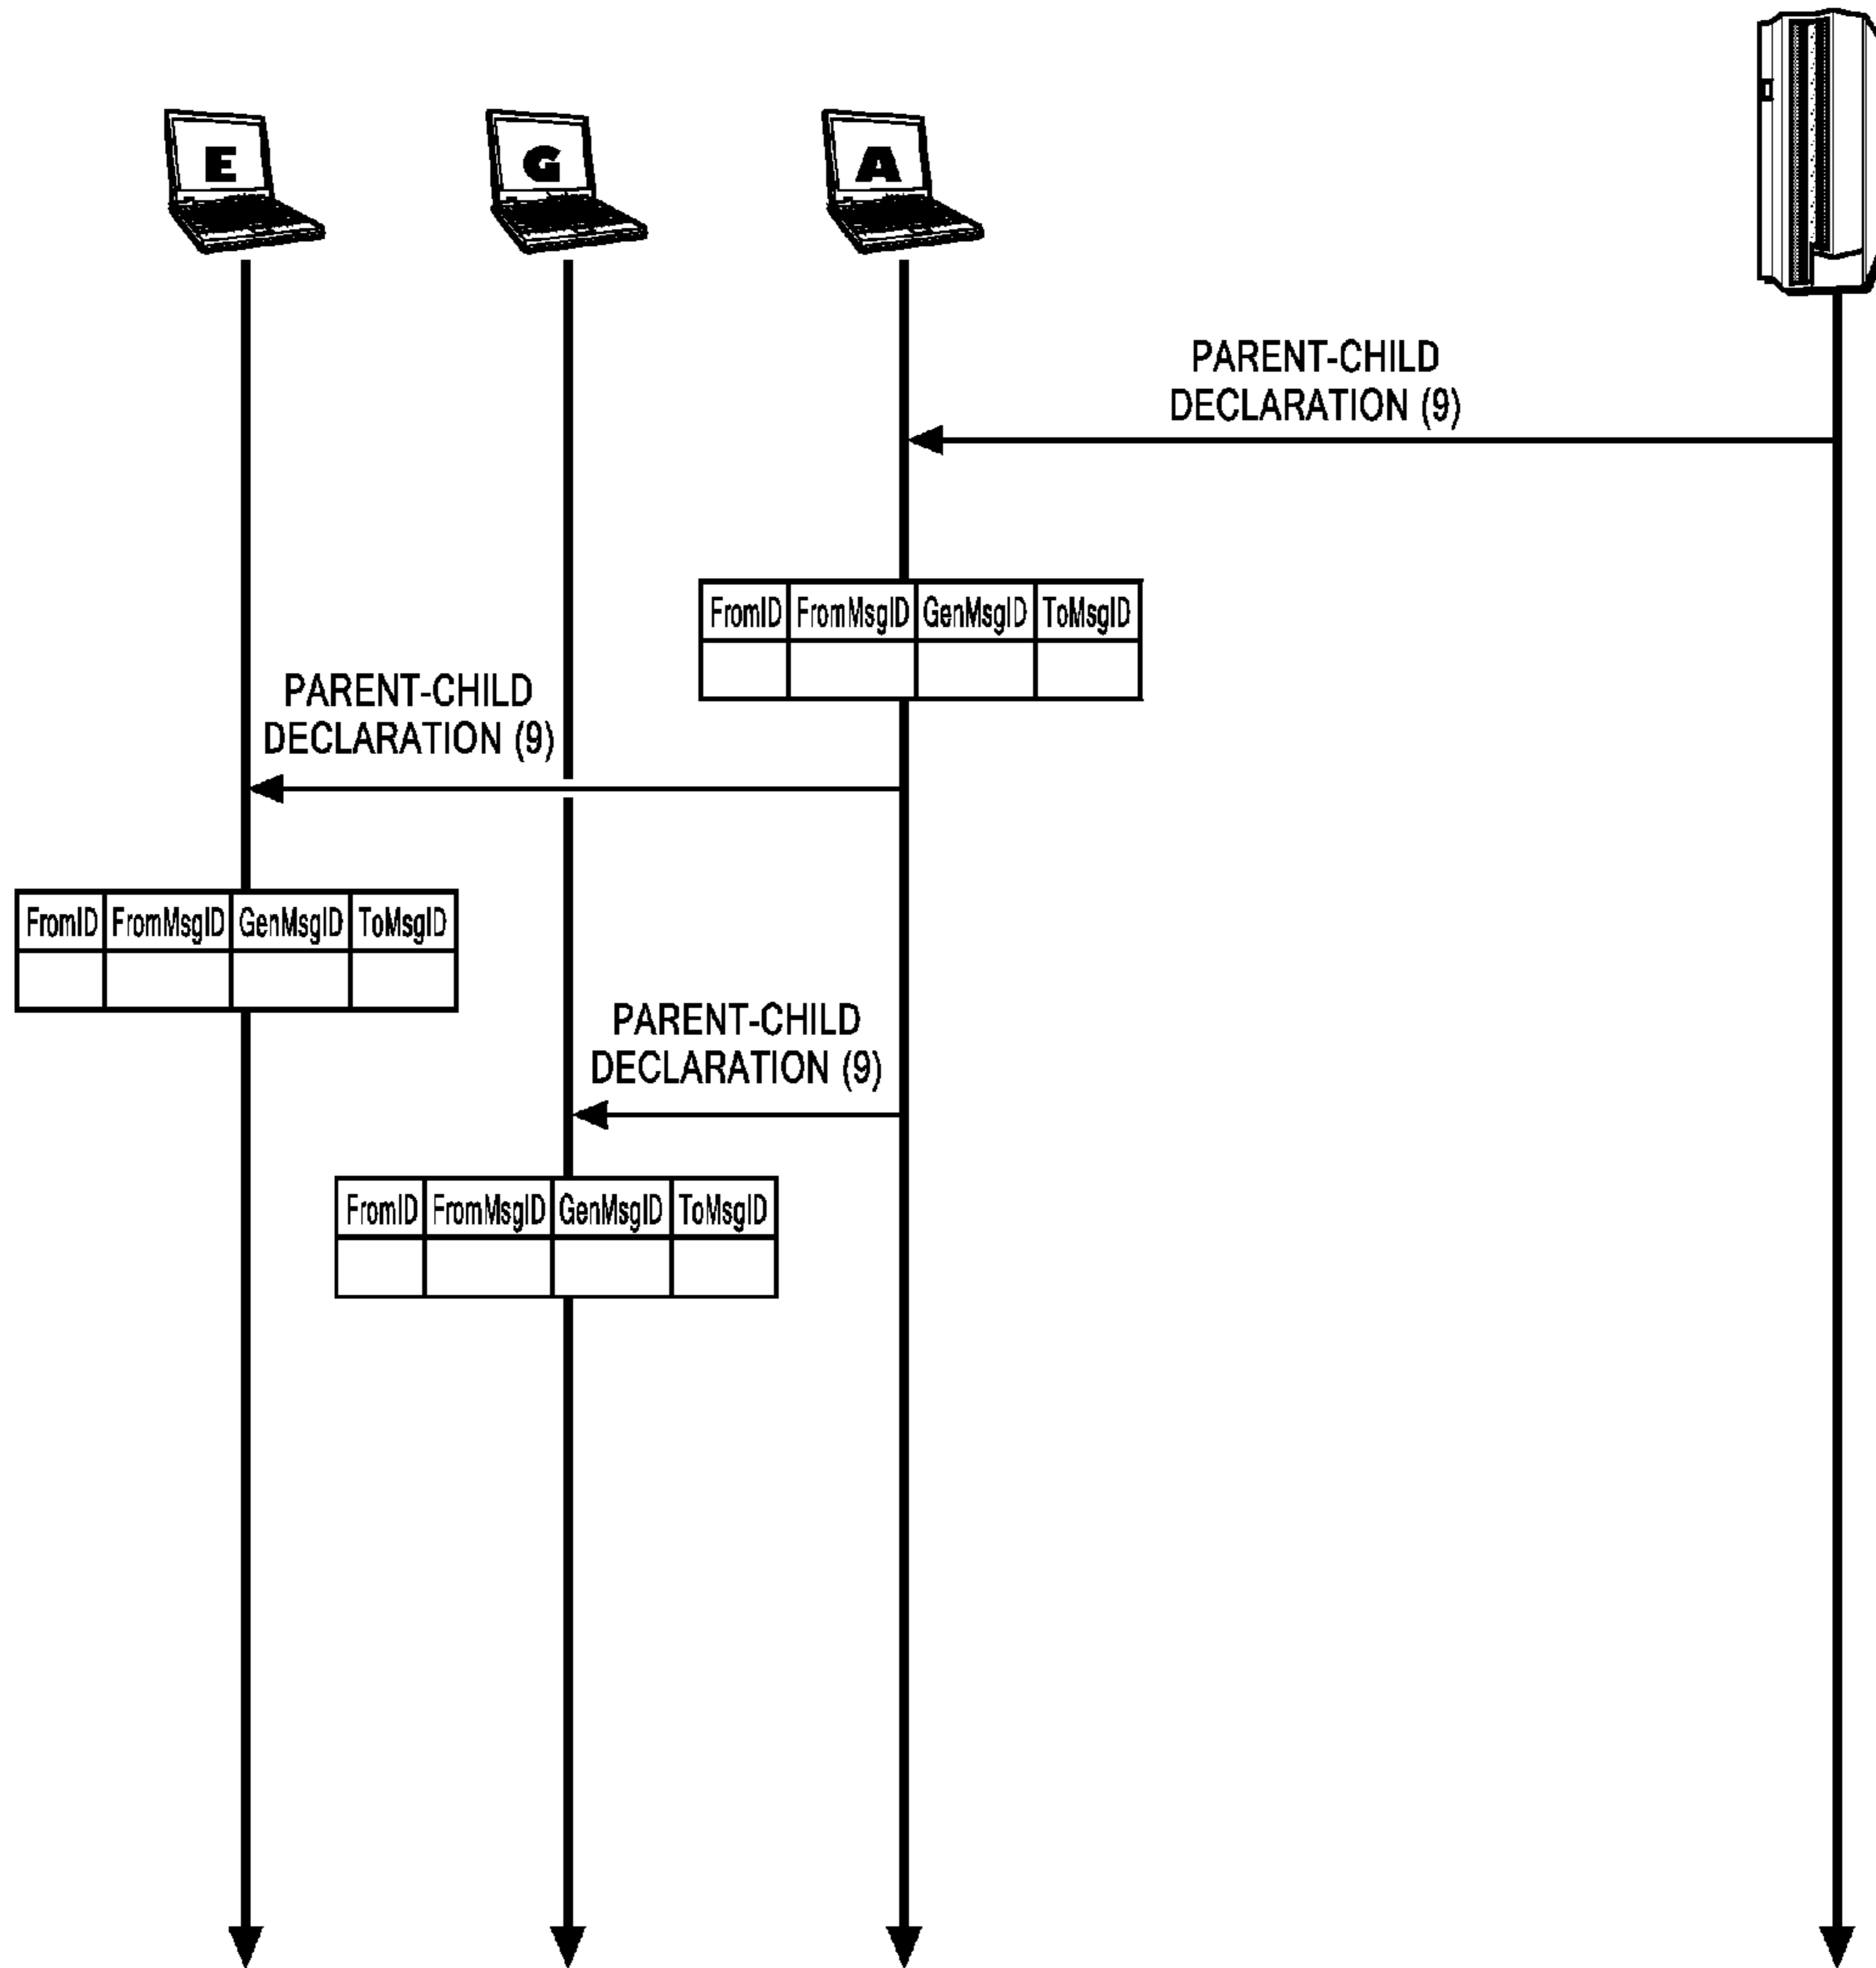 E
G
A
PARENT-CHILD
DECLARATION (9)
FromID FromMsgID GenMsgID ToMsgID
PARENT-CHILD
DECLARATION (9)
FromID FromMsgID GenMsgID ToMsgID
PARENT-CHILD
DECLARATION (9)
FromID FromMsgID GenMsgID ToMsgID